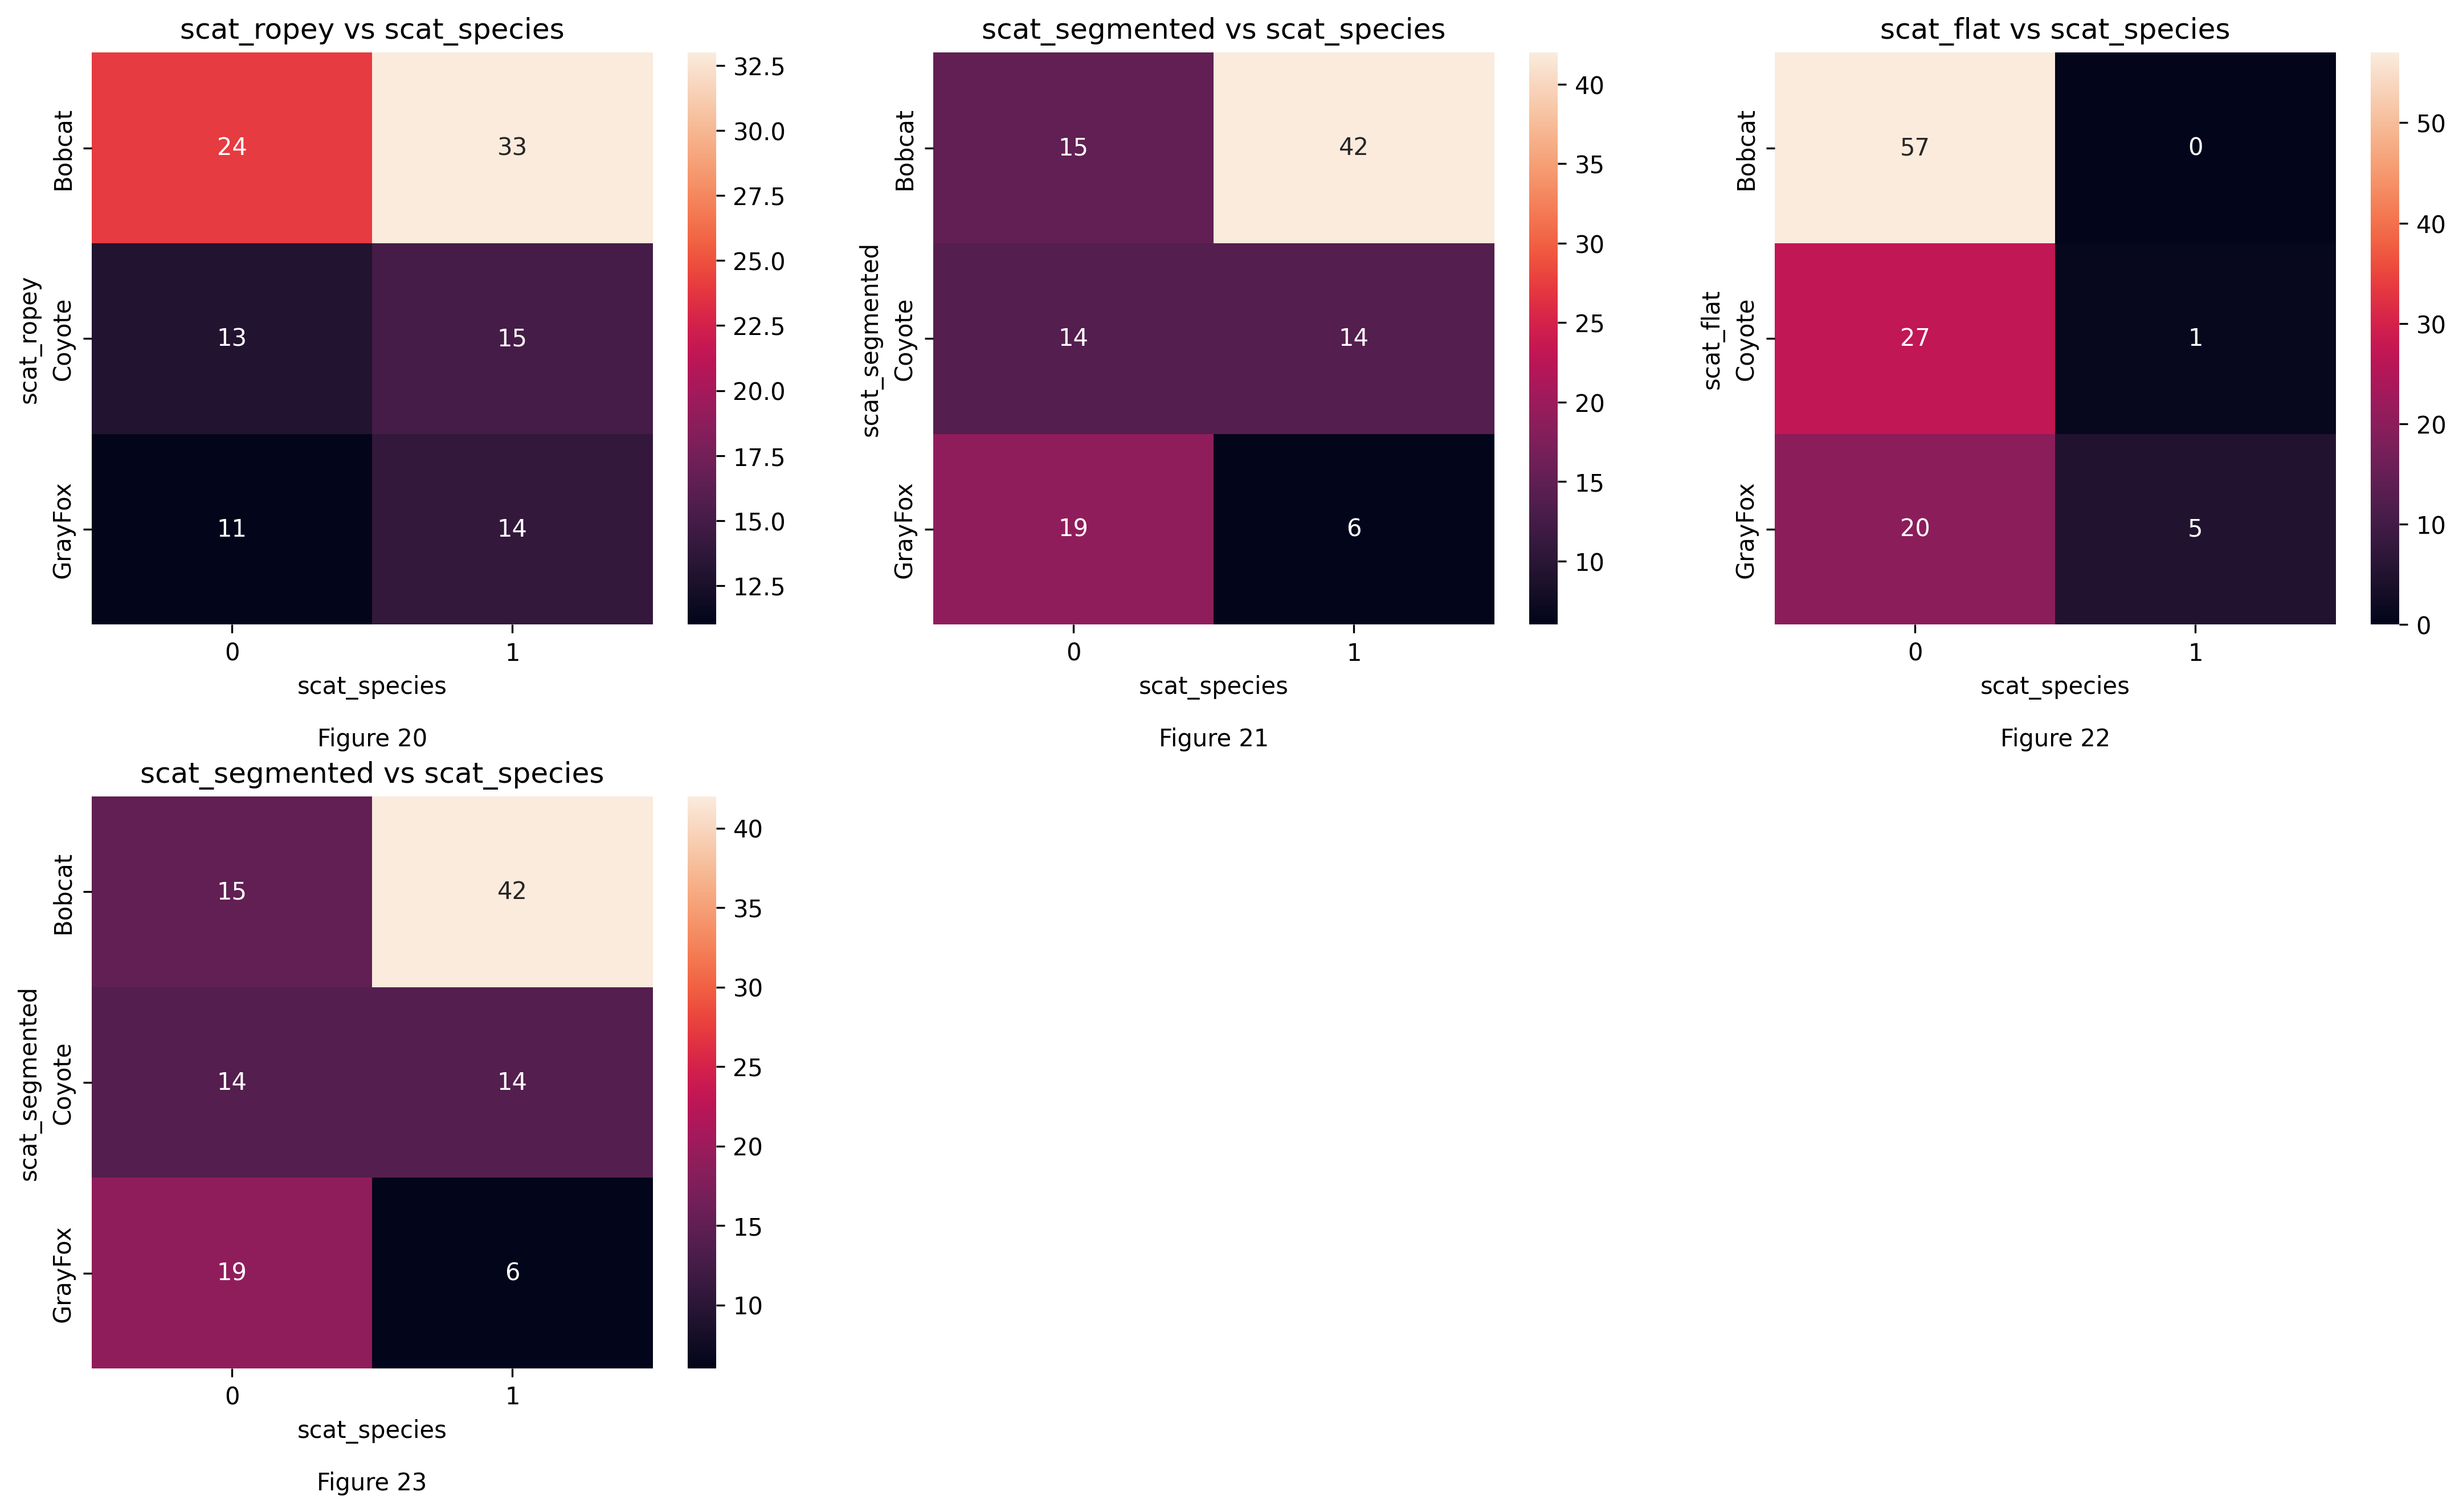 scat_ropey vs scat_species
scat_ropey
Bobcat
Coyote
GrayFox
24 33
13 15
11 14
0 1
scat_species
32.5
30.0
27.5
25.0
22.5
20.0
17.5
15.0
12.5
Figure 20
scat_segmented vs scat_species
scat_segmented
Bobcat
Coyote
GrayFox
15 42
14 14
19 6
0 1
scat_species
40
35
30
25
20
15
10
Figure 21
scat_flat vs scat_species
scat_flat
Bobcat
Coyote
GrayFox
57 0
27 1
20 5
0 1
scat_species
50
40
30
20
10
0
Figure 22
scat_segmented vs scat_species
scat_segmented
Bobcat
Coyote
GrayFox
15 42
14 14
19 6
0 1
scat_species
40
35
30
25
20
15
10
Figure 23